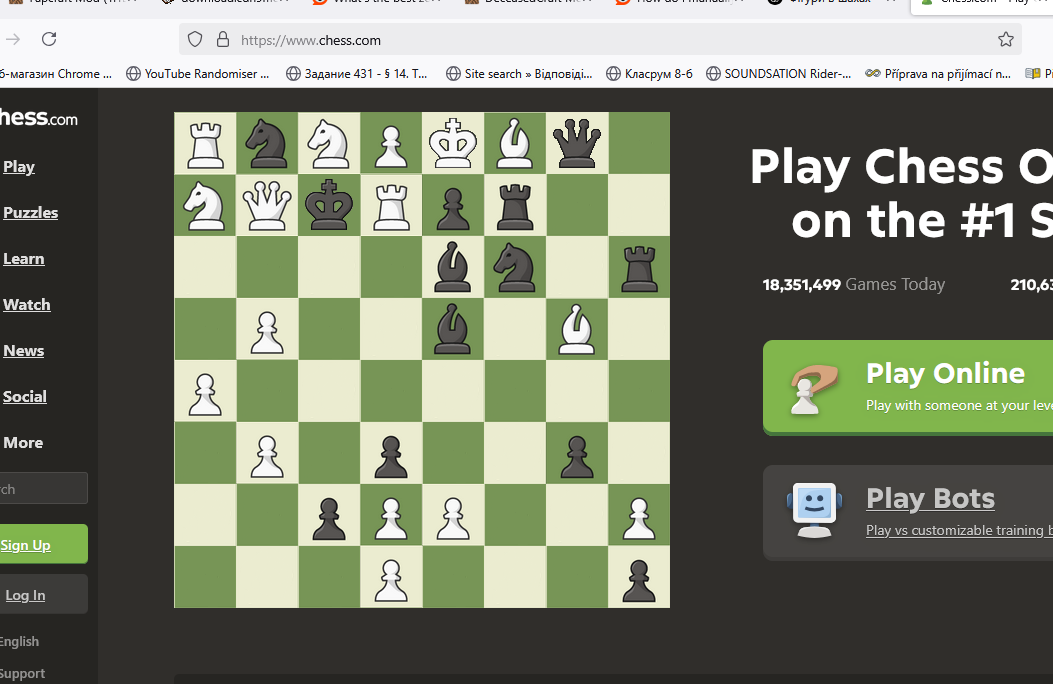 https://www.chess.com
б-магазин Chrome ... YouTube Randomiser ... Задание 431 - § 14. Т... Site search » Відповіді... Класрум 8-б SOUNDSATION Rider-... Příprava na přijímací n...
hess.com
Play
Puzzles
Learn
Watch
News
Social
More
rch
Sign Up
Log In
English
Support
Play Chess O
on the #1 S
18,351,499 Games Today 210,63
Play Online
Play with someone at your leve
Play Bots
Play vs customizable training b